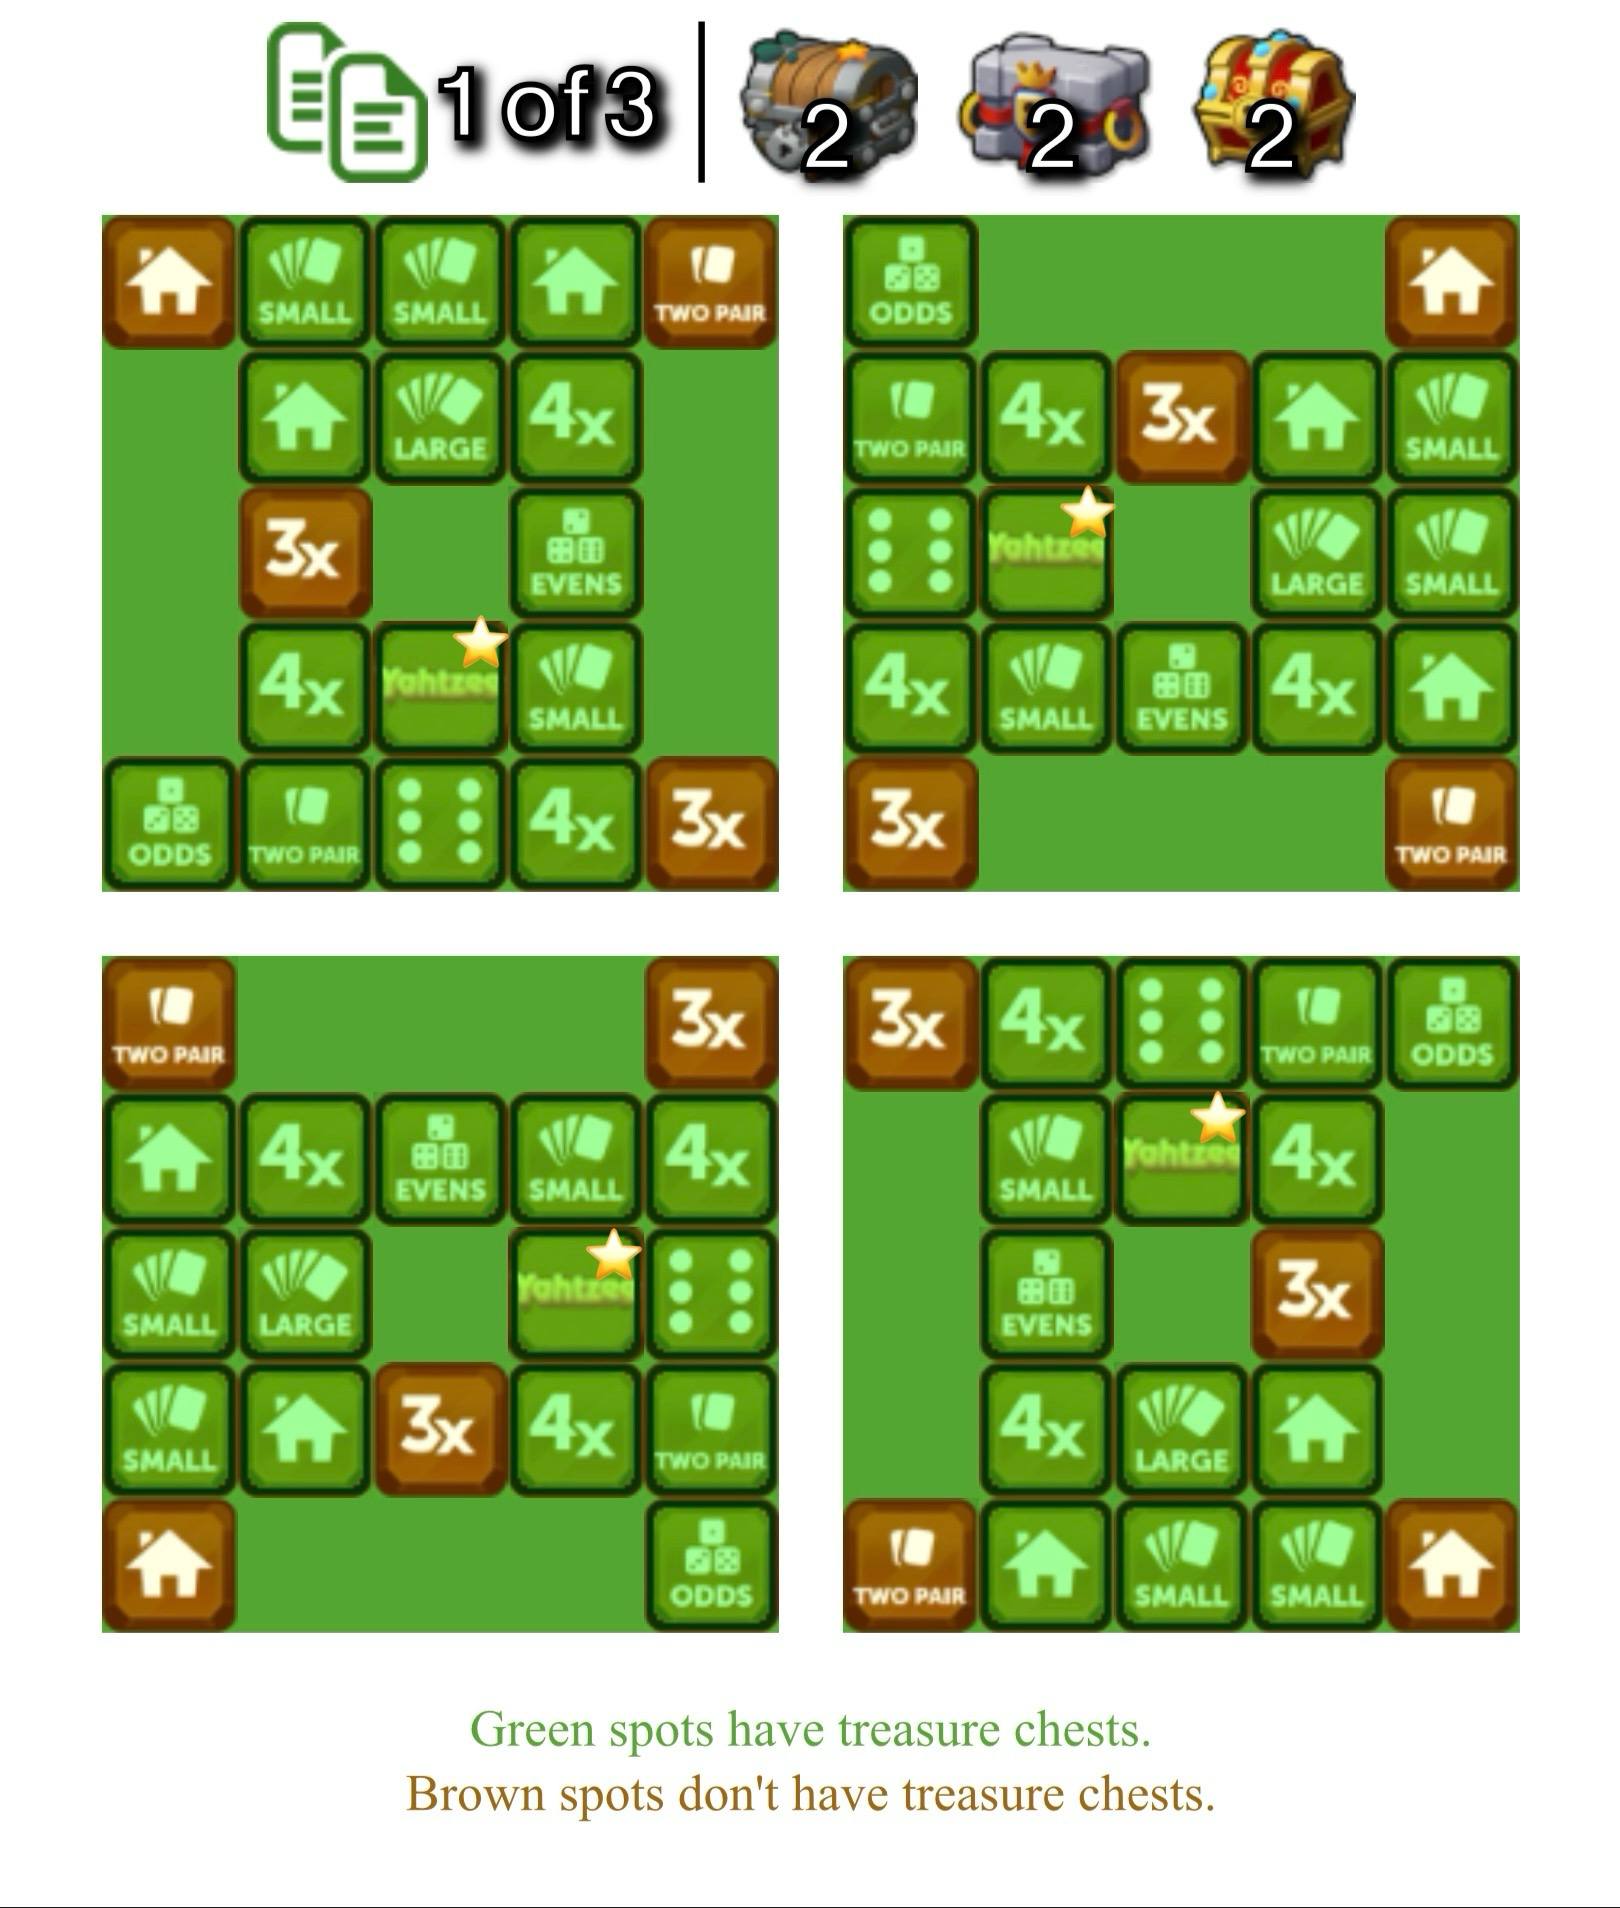 1 of 3 2 2 2
SMALL SMALL TWO PAIR
LARGE 4x
3x EVENS
4x Yahtzee SMALL
ODDS TWO PAIR 4x 3x
ODDS
TWO PAIR 4x 3x SMALL
Yahtzee LARGE SMALL
4x SMALL EVENS 4x
3x TWO PAIR
TWO PAIR 3x
4x EVENS SMALL 4x
SMALL LARGE Yahtzee
SMALL 3x 4x TWO PAIR
ODDS
3x 4x TWO PAIR ODDS
SMALL Yahtzee 4x
EVENS 3x
4x LARGE
TWO PAIR SMALL SMALL
Green spots have treasure chests.
Brown spots don't have treasure chests.